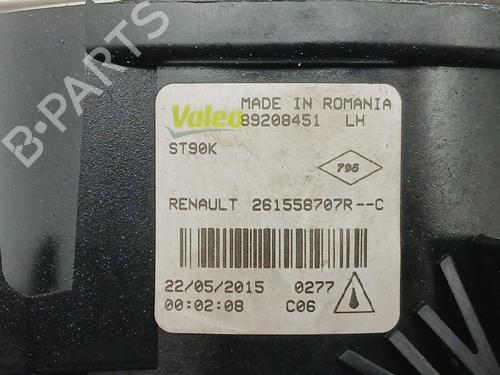 B-PARTS
Valeo MADE IN ROMANIA
89208451 LH
ST90K
795
RENAULT 261558707R--C
22/05/2015 0277
00:02:08 C06